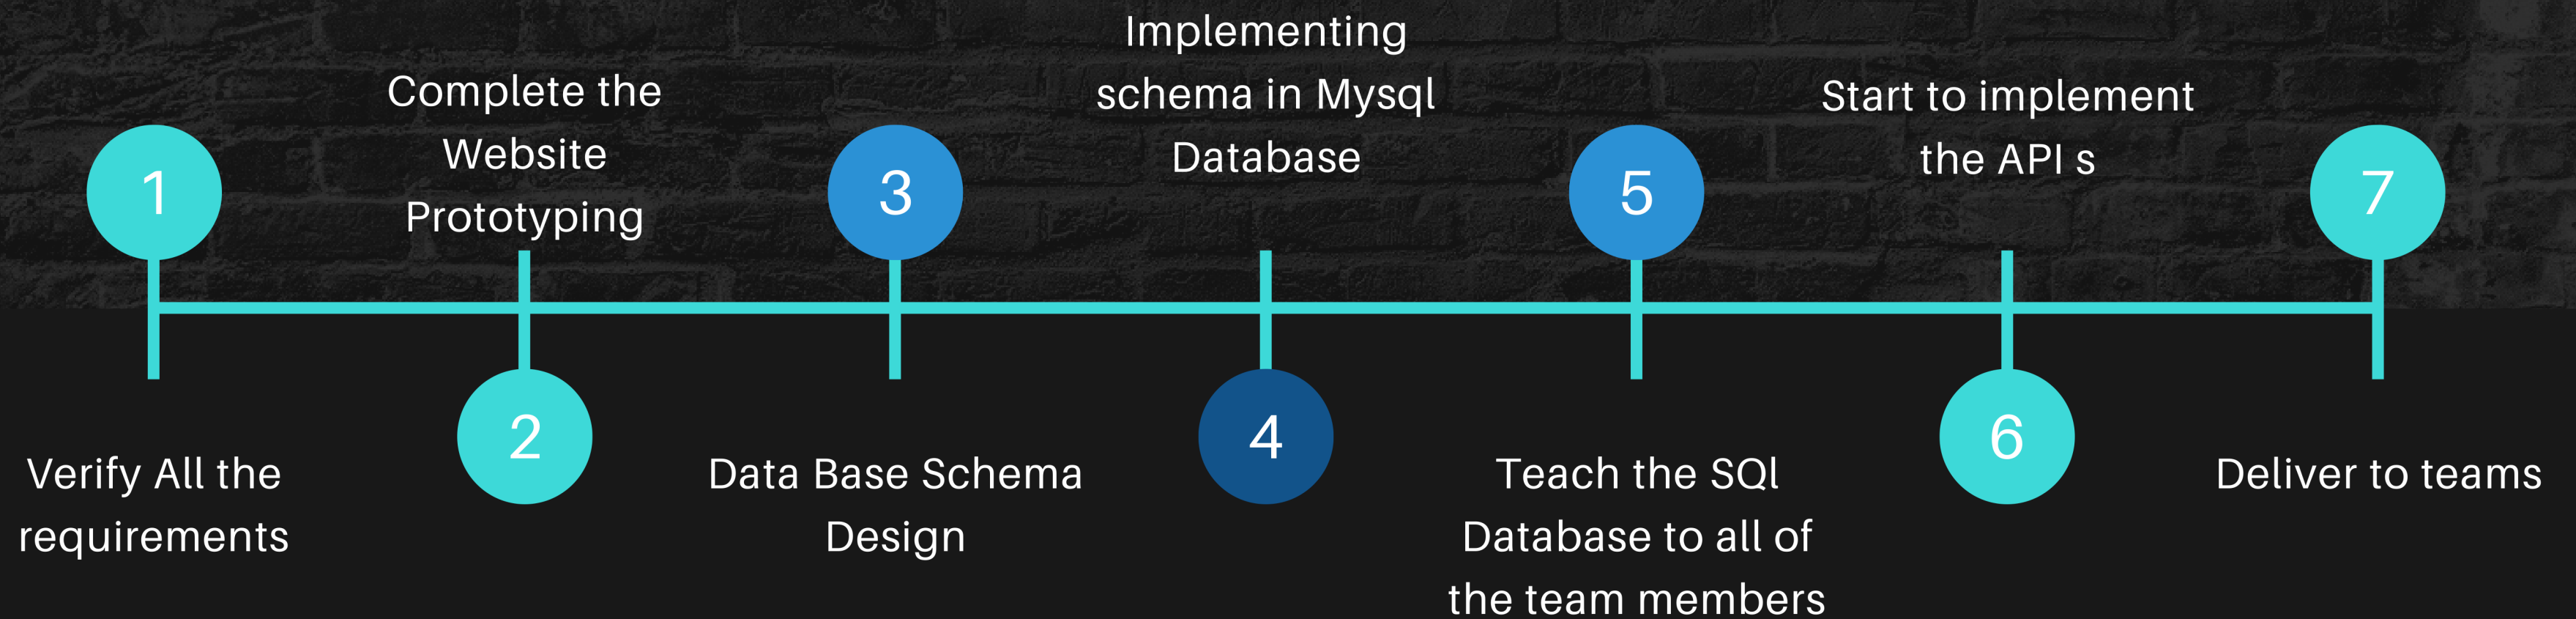 1
Verify All the
requirements
Complete the
Website
Prototyping
2
3
Data Base Schema
Design
Implementing
schema in Mysql
Database
4
5
Teach the SQl
Database to all of
the team members
Start to implement
the API s
6
7
Deliver to teams